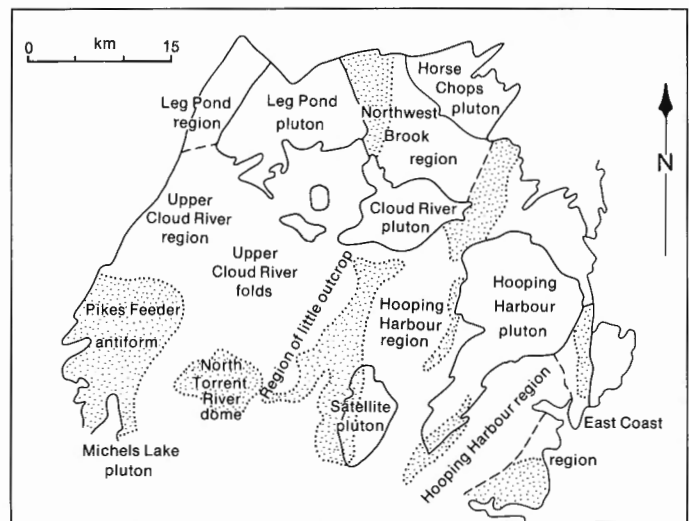 0 km 15
Horse
Chops
pluton
Leg Pond
region
Leg Pond
pluton
Northwest
Brook
region
N
Upper
Cloud River
region
Cloud River
pluton
Upper
Cloud River
folds
Region of little outcrop
Hooping
Harbour
region
Hooping
Harbour
pluton
Pikes Feeder
antiform
North
Torrent
River
dome
Satellite
pluton
Hooping Harbour region
East Coast
region
Michels Lake
pluton